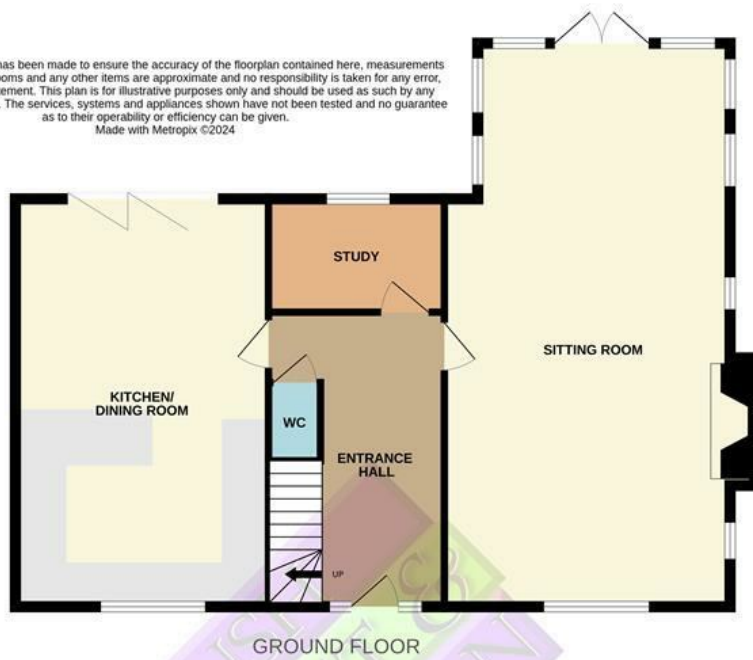 has been made to ensure the accuracy of the floorplan contained here, measurements
and any other items are approximate and no responsibility is taken for any error,
This plan is for illustrative purposes only and should be used as such by any
The services, systems and appliances shown have not been tested and no guarantee
as to their operability or efficiency can be given.
Made with Metropix ©2024
STUDY
SITTING ROOM
KITCHEN/
DINING ROOM
WC
ENTRANCE
HALL
UP
GROUND FLOOR